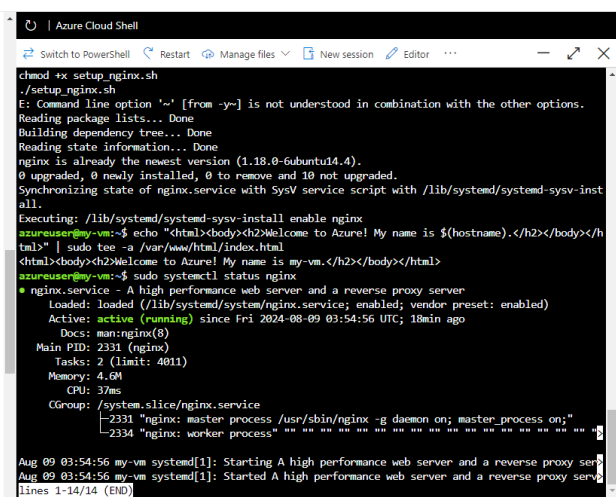 Azure Cloud Shell
Switch to PowerShell Restart Manage files New session Editor ...
chmod +x setup_nginx.sh
./setup_nginx.sh
E: Command line option '~' [from -y~] is not understood in combination with the other options.
Reading package lists... Done
Building dependency tree... Done
Reading state information... Done
nginx is already the newest version (1.18.0-6ubuntu14.4).
0 upgraded, 0 newly installed, 0 to remove and 10 not upgraded.
Synchronizing state of nginx.service with SysV service script with /lib/systemd/systemd-sysv-inst
all.
Executing: /lib/systemd/systemd-sysv-install enable nginx
azureuser@my-vm:~$ echo "<html><body><h2>Welcome to Azure! My name is $(hostname).</h2></body></h
tml>" | sudo tee -a /var/www/html/index.html
<html><body><h2>Welcome to Azure! My name is my-vm.</h2></body></html>
azureuser@my-vm:~$ sudo systemctl status nginx
● nginx.service - A high performance web server and a reverse proxy server
Loaded: loaded (/lib/systemd/system/nginx.service; enabled; vendor preset: enabled)
Active: active (running) since Fri 2024-08-09 03:54:56 UTC; 18min ago
Docs: man:nginx(8)
Main PID: 2331 (nginx)
Tasks: 2 (limit: 4011)
Memory: 4.6M
CPU: 37ms
CGroup: /system.slice/nginx.service
├─2331 "nginx: master process /usr/sbin/nginx -g daemon on; master_process on;"
└─2334 "nginx: worker process" "" "" "" "" "" "" "" "" "" "" "" "" "" "" "" "" "" ">
Aug 09 03:54:56 my-vm systemd[1]: Starting A high performance web server and a reverse proxy ser>
Aug 09 03:54:56 my-vm systemd[1]: Started A high performance web server and a reverse proxy serv>
lines 1-14/14 (END)